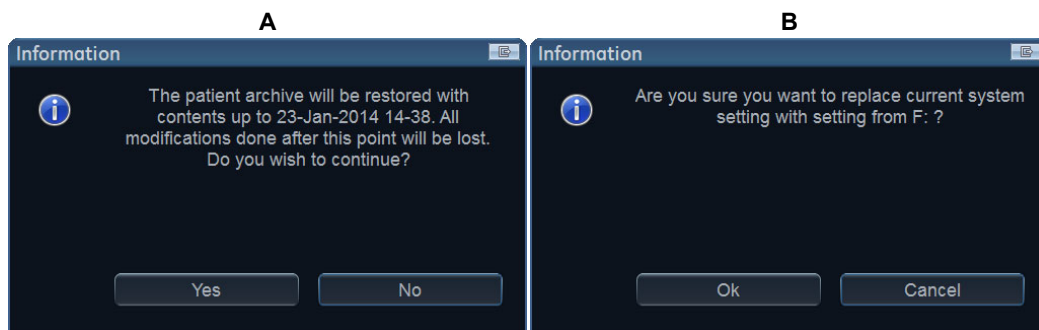 A
B
Information
The patient archive will be restored with
contents up to 23-Jan-2014 14-38. All
modifications done after this point will be lost.
Do you wish to continue?
Yes
No
Information
Are you sure you want to replace current system
setting with setting from F: ?
Ok
Cancel